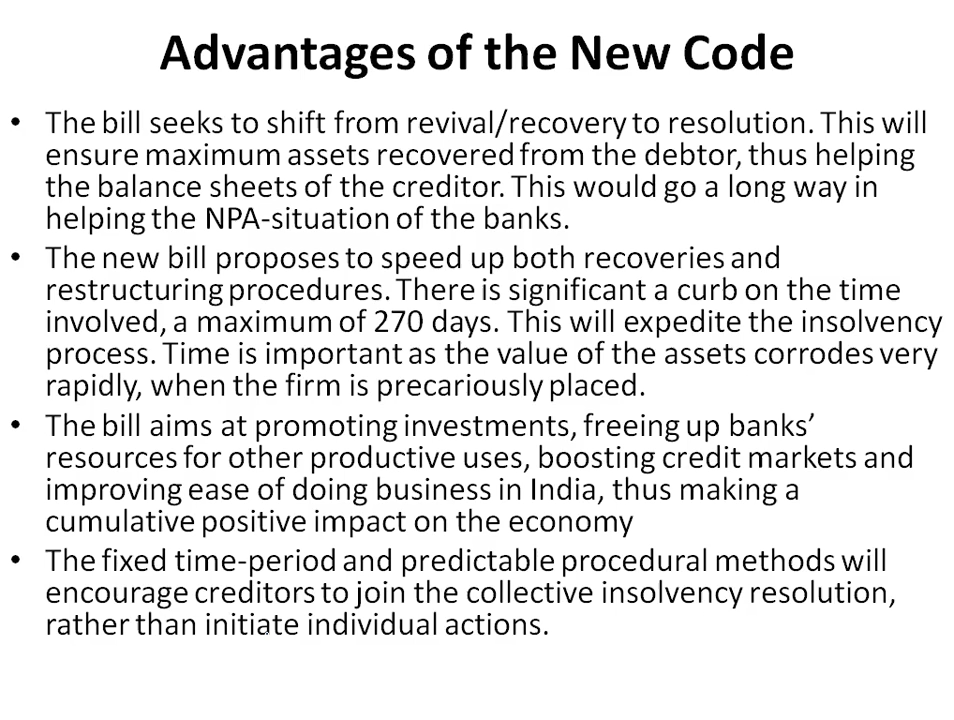 Advantages of the New Code
• The bill seeks to shift from revival/recovery to resolution. This will
ensure maximum assets recovered from the debtor, thus helping
the balance sheets of the creditor. This would go a long way in
helping the NPA-situation of the banks.
• The new bill proposes to speed up both recoveries and
restructuring procedures. There is significant a curb on the time
involved, a maximum of 270 days. This will expedite the insolvency
process. Time is important as the value of the assets corrodes very
rapidly, when the firm is precariously placed.
• The bill aims at promoting investments, freeing up banks’
resources for other productive uses, boosting credit markets and
improving ease of doing business in India, thus making a
cumulative positive impact on the economy
• The fixed time-period and predictable procedural methods will
encourage creditors to join the collective insolvency resolution,
rather than initiate individual actions.